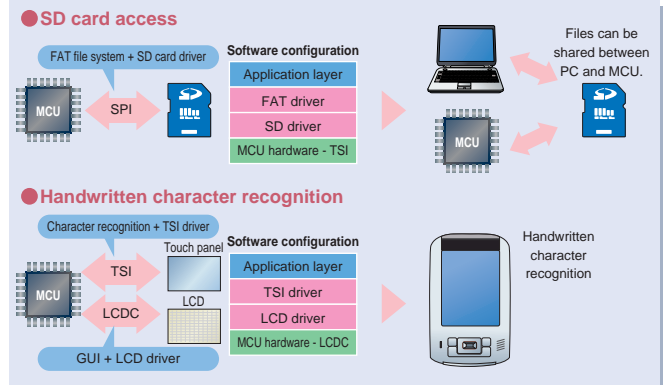 ●SD card access
FAT file system + SD card driver
MCU
SPI
SD
Software configuration
Application layer
FAT driver
SD driver
MCU hardware - TSI
Files can be
shared between
PC and MCU.
MCU
SD
●Handwritten character recognition
Character recognition + TSI driver
MCU
TSI
LCDC
Touch panel
LCD
GUI + LCD driver
Software configuration
Application layer
TSI driver
LCD driver
MCU hardware - LCDC
Handwritten
character
recognition